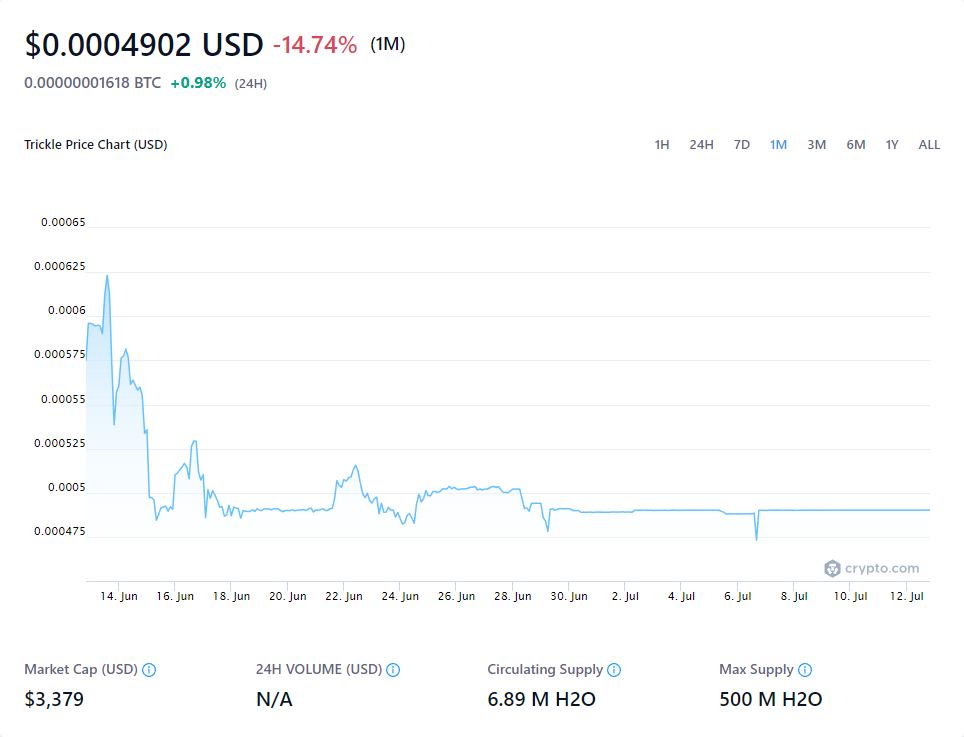 $0.0004902 USD -14.74% (1M)
0.00000001618 BTC +0.98% (24H)
Trickle Price Chart (USD) 1H 24H 7D 1M 3M 6M 1Y ALL
0.00065
0.000625
0.0006
0.000575
0.00055
0.000525
0.0005
0.000475
crypto.com
14. Jun 16. Jun 18. Jun 20. Jun 22. Jun 24. Jun 26. Jun 28. Jun 30. Jun 2. Jul 4. Jul 6. Jul 8. Jul 10. Jul 12. Jul
Market Cap (USD) 24H VOLUME (USD) Circulating Supply Max Supply
$3,379 N/A 6.89 M H2O 500 M H2O